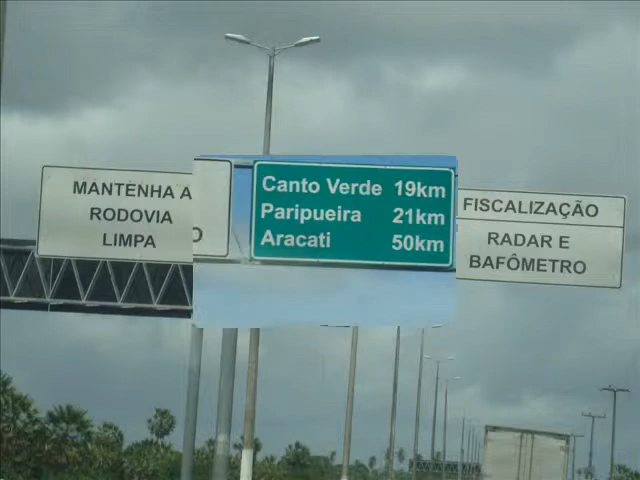 MANTENHA A
RODOVIA
LIMPA
O
Canto Verde 19km
Paripueira 21km
Aracati 50km
FISCALIZAÇÃO
RADAR E
BAFÔMETRO